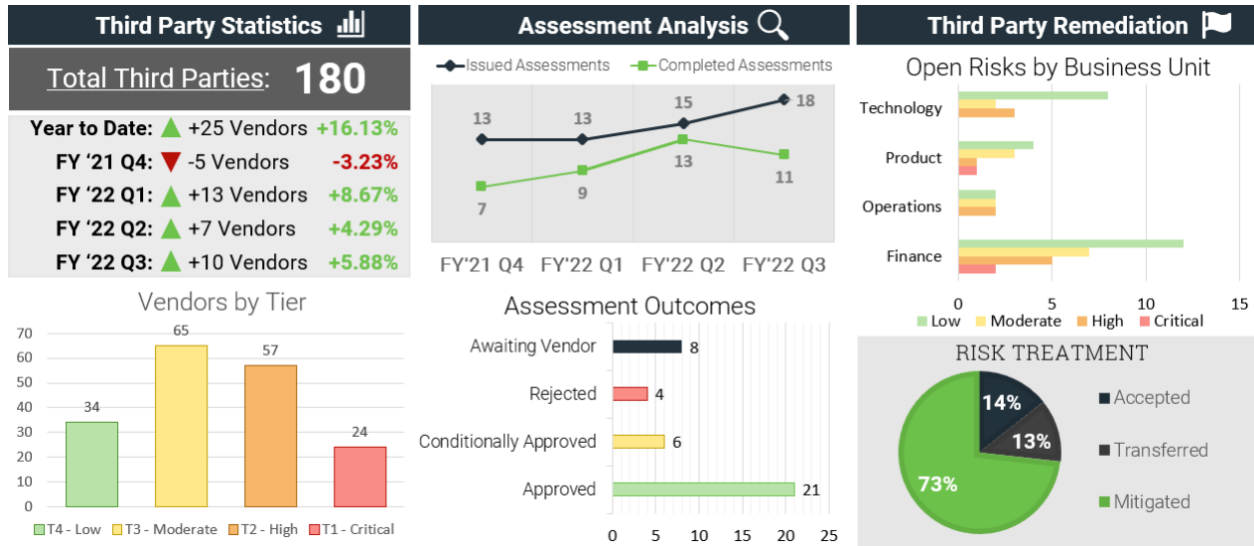 Third Party Statistics
Total Third Parties: 180
Year to Date: +25 Vendors +16.13%
FY ‘21 Q4: -5 Vendors -3.23%
FY ‘22 Q1: +13 Vendors +8.67%
FY ‘22 Q2: +7 Vendors +4.29%
FY ‘22 Q3: +10 Vendors +5.88%
Vendors by Tier
70
60
50
40
30
20
10
0
34
65
57
24
T4 - Low T3 - Moderate T2 - High T1 - Critical
Assessment Analysis
Issued Assessments Completed Assessments
13 13 15 18
7 9 13 11
FY'21 Q4 FY'22 Q1 FY'22 Q2 FY'22 Q3
Assessment Outcomes
Awaiting Vendor 8
Rejected 4
Conditionally Approved 6
Approved 21
0 5 10 15 20 25
Third Party Remediation
Open Risks by Business Unit
Technology
Product
Operations
Finance
0 5 10 15
Low Moderate High Critical
RISK TREATMENT
14%
13%
73%
Accepted
Transferred
Mitigated